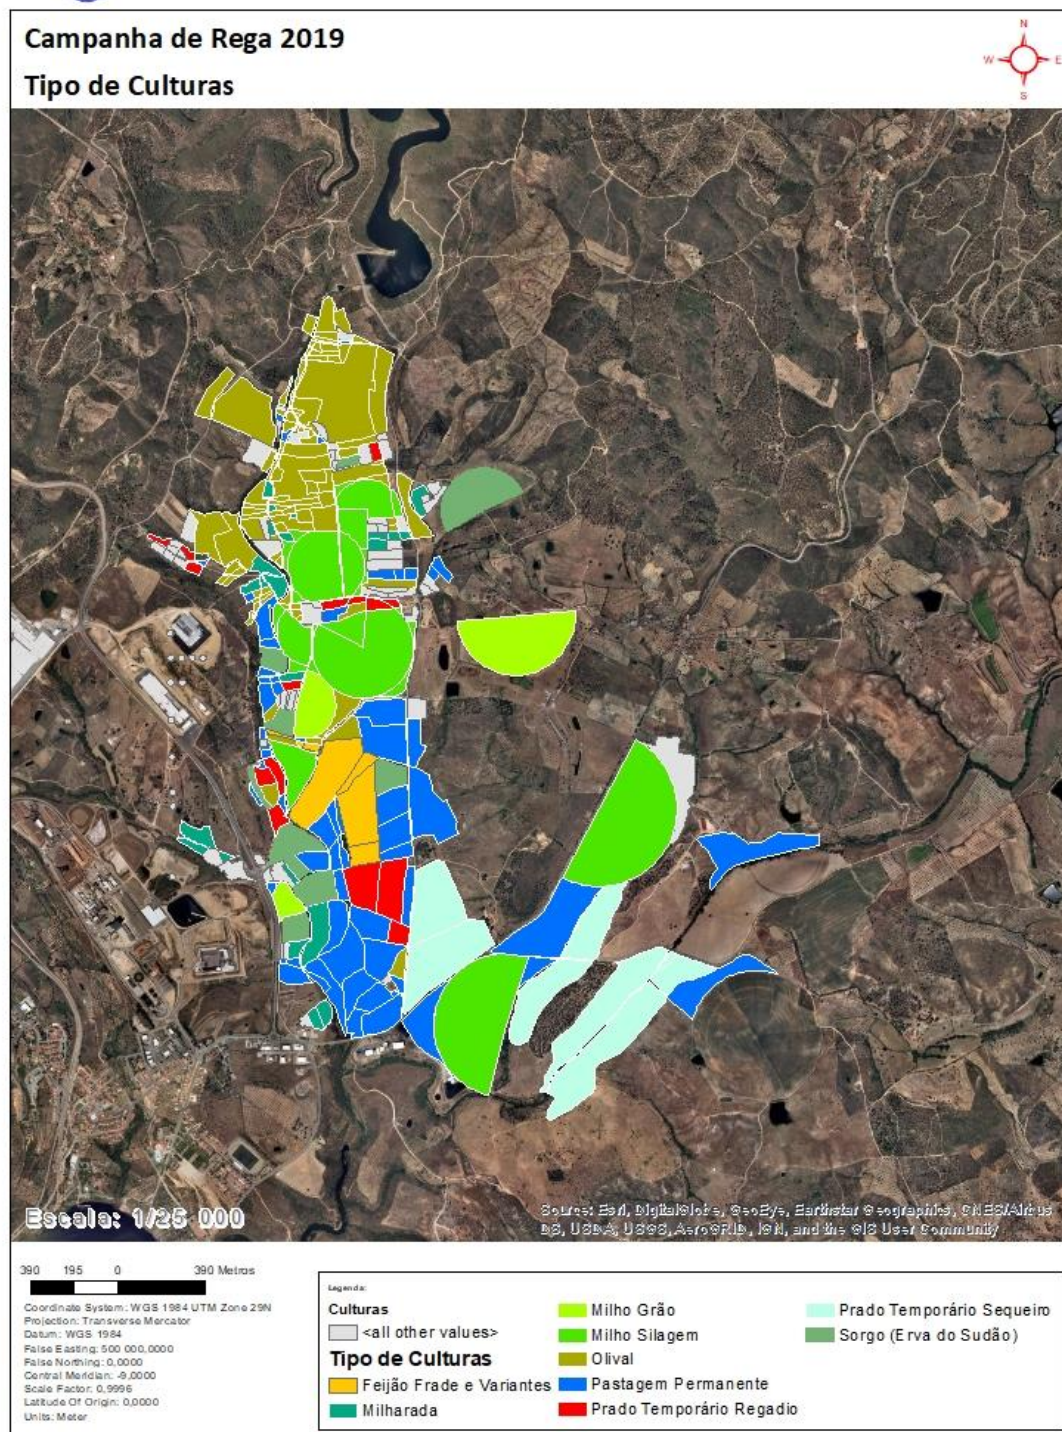 Campanha de Rega 2019
Tipo de Culturas
N
W E
S
Escala: 1/25 000
Source: Esri, DigitalGlobe, GeoEye, Earthstar Geographics, CNES/Airbus
DS, USDA, USGS, AeroGRID, IGN, and the GIS User Community
390 195 0 390 Metros
Coordinate System: WGS 1984 UTM Zone 29N
Projection: Transverse Mercator
Datum: WGS 1984
False Easting: 500 000,0000
False Northing: 0,0000
Central Meridian: -9,0000
Scale Factor: 0,9996
Latitude Of Origin: 0,0000
Units: Meter
Legenda:
Culturas
<all other values>
Tipo de Culturas
Feijão Frade e Variantes
Milharada
Milho Grão
Milho Silagem
Olival
Pastagem Permanente
Prado Temporário Regadio
Prado Temporário Sequeiro
Sorgo (Erva do Sudão)